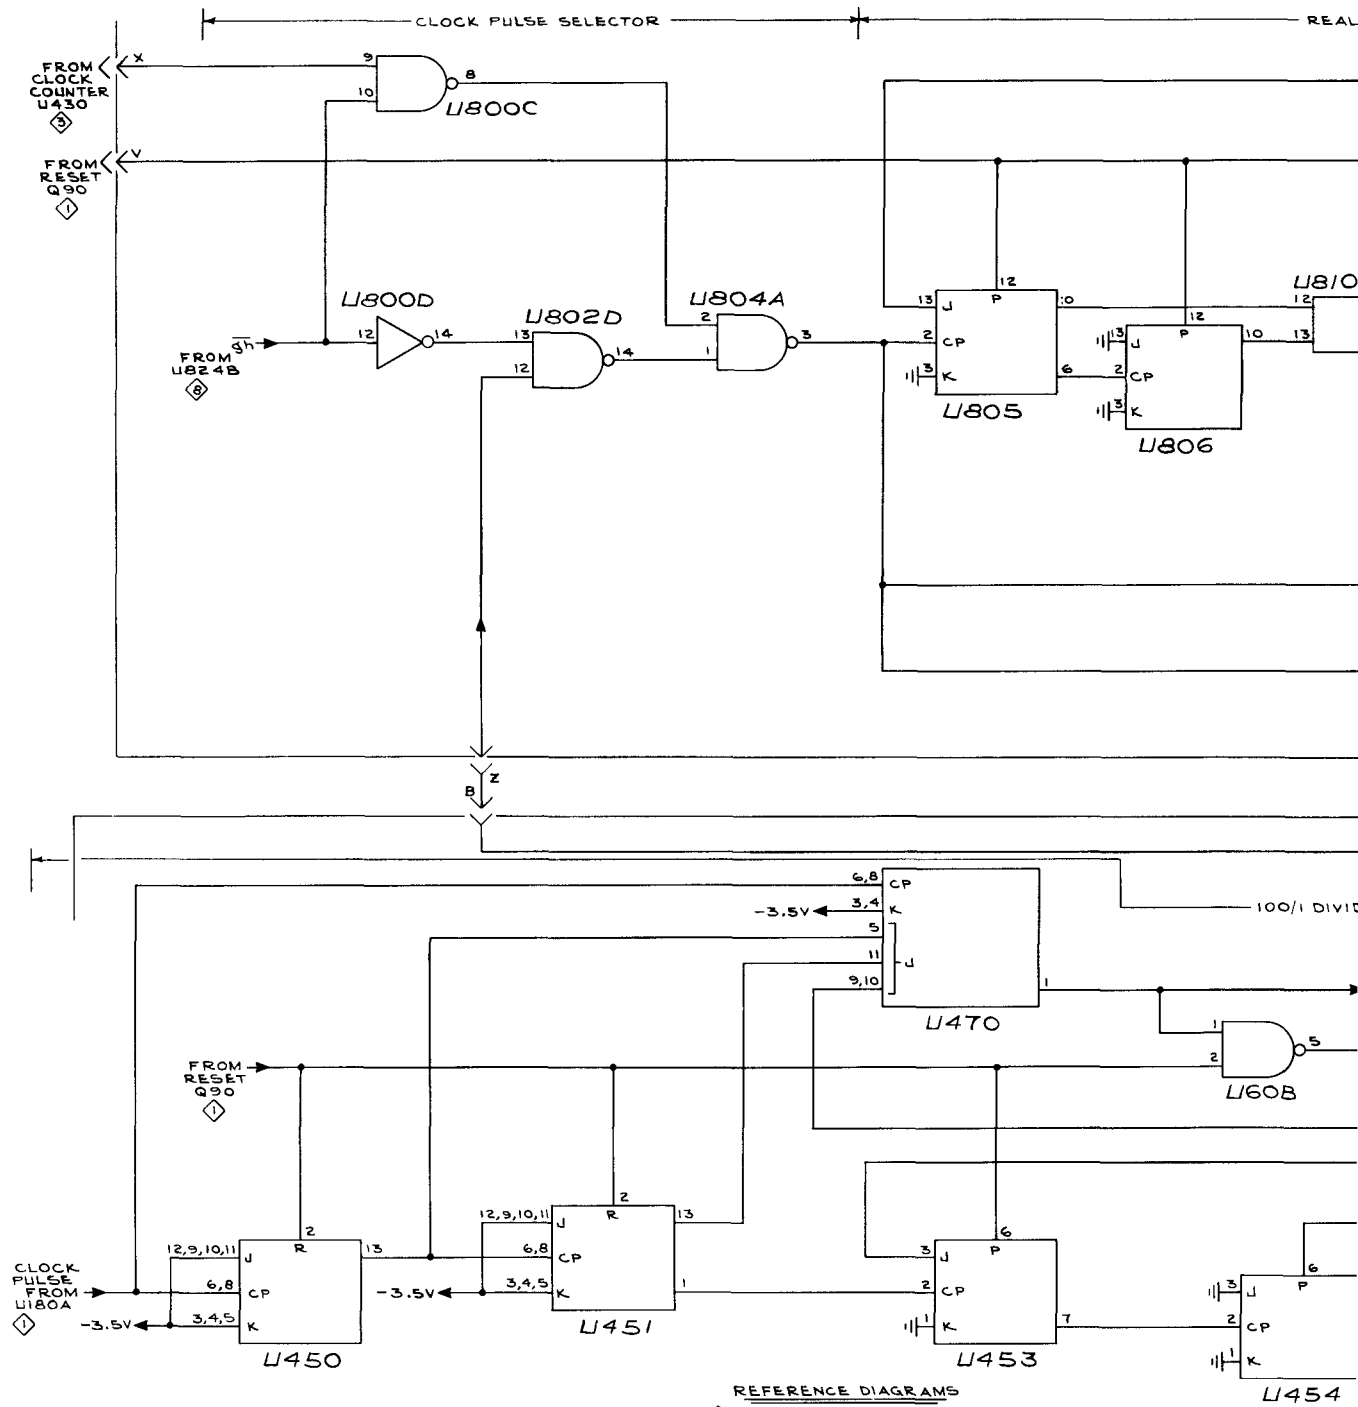 CLOCK PULSE SELECTOR
REAL
FROM
CLOCK
COUNTER
U430
3
X
9
10
8
U800C
FROM
RESET
Q90
1
V
U800D
12
14
gh
FROM
U824B
8
U802D
13
12
14
U804A
2
1
3
12
P
13
J
2
CP
3
K
10
6
U805
12
P
13
J
2
CP
3
K
10
U806
U810
12
13
Z
B
100/1 DIVID
6,8
CP
-3.5V
3,4
K
5
11
J
9,10
1
U470
1
2
5
U60B
FROM
RESET
Q90
1
CLOCK
PULSE
FROM
U180A
1
2
R
12,9,10,11
J
6,8
CP
-3.5V
3,4,5
K
13
U450
2
R
12,9,10,11
J
6,8
CP
-3.5V
3,4,5
K
13
1
U451
6
P
3
J
2
CP
1
K
7
U453
6
P
3
J
2
CP
1
K
U454
REFERENCE DIAGRAMS